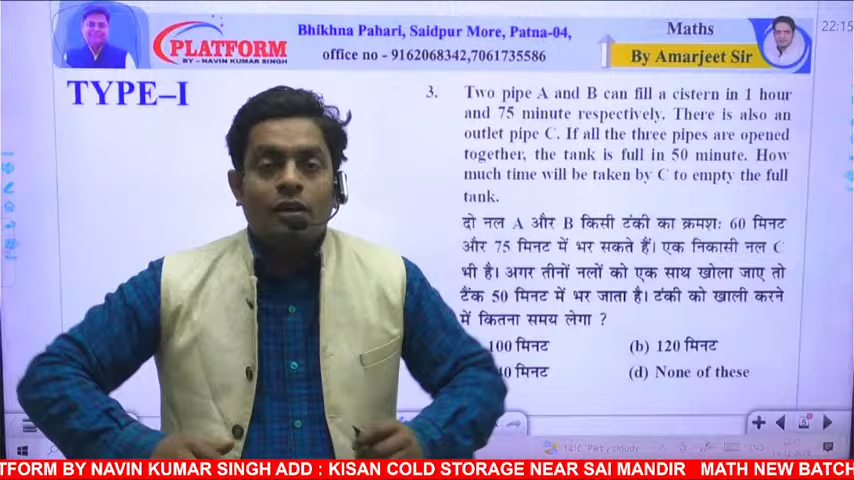 PLATFORM
BY - NAVIN KUMAR SINGH
Bhikhna Pahari, Saidpur More, Patna-04,
office no - 9162068342,7061735586
Maths
By Amarjeet Sir
22:15
TYPE–I
3. Two pipe A and B can fill a cistern in 1 hour
and 75 minute respectively. There is also an
outlet pipe C. If all the three pipes are opened
together, the tank is full in 50 minute. How
much time will be taken by C to empty the full
tank.
दो नल A और B किसी टंकी का क्रमशः 60 मिनट
और 75 मिनट में भर सकते हैं। एक निकासी नल C
भी है। अगर तीनों नलों को एक साथ खोला जाए तो
टैंक 50 मिनट में भर जाता है। टंकी को खाली करने
में कितना समय लेगा ?
100 मिनट (b) 120 मिनट
मिनट (d) None of these
14°C Partly cloudy
ENG
TFORM BY NAVIN KUMAR SINGH ADD : KISAN COLD STORAGE NEAR SAI MANDIR MATH NEW BATCH